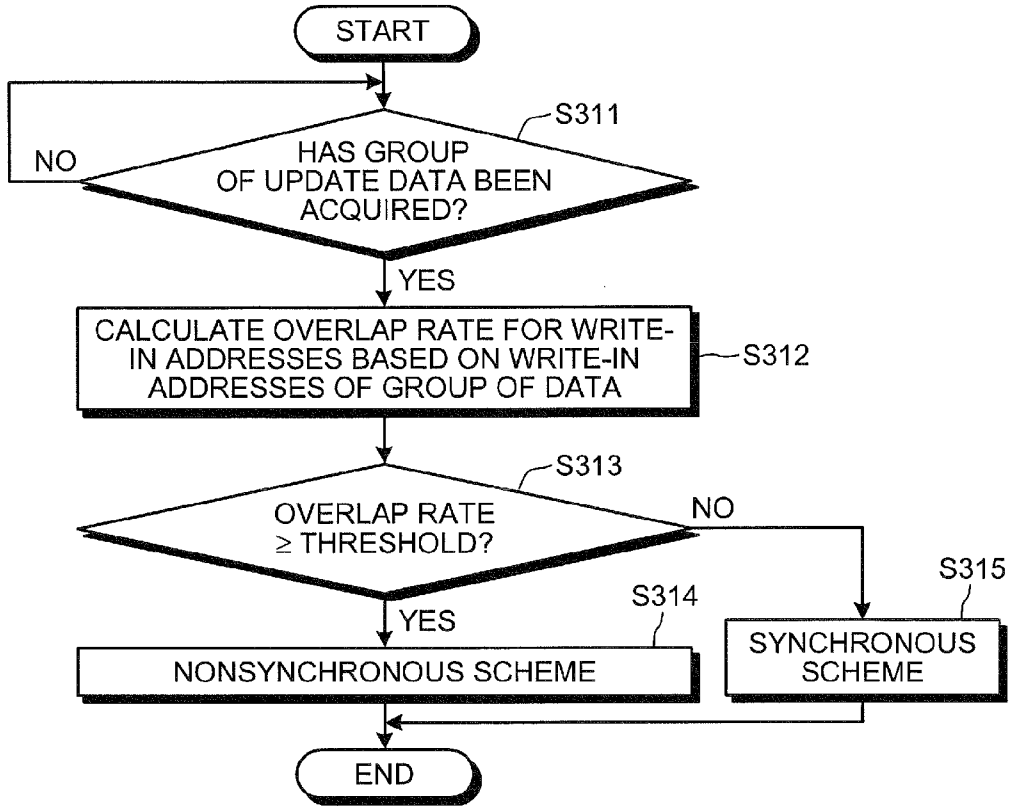 START
S311
HAS GROUP
OF UPDATE DATA BEEN
ACQUIRED?
NO
YES
CALCULATE OVERLAP RATE FOR WRITE-
IN ADDRESSES BASED ON WRITE-IN
ADDRESSES OF GROUP OF DATA
S312
S313
OVERLAP RATE
≥ THRESHOLD?
NO
YES
S314
S315
NONSYNCHRONOUS SCHEME
SYNCHRONOUS
SCHEME
END